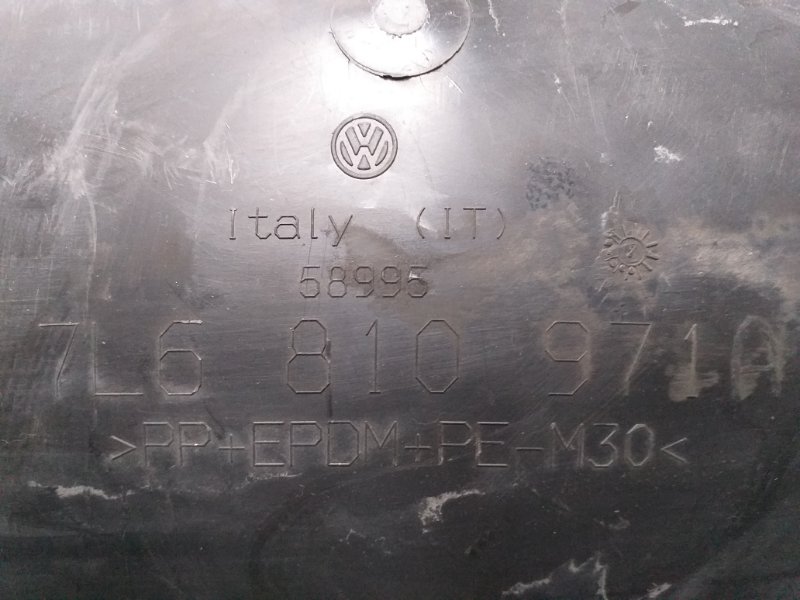 Italy (IT)
58995
7L6 810 971A
>PP+EPDM+PE-M30<